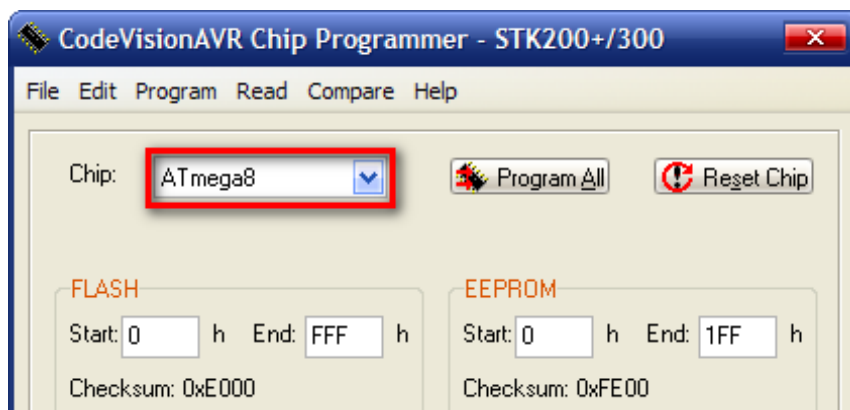 CodeVisionAVR Chip Programmer - STK200+/300
File Edit Program Read Compare Help
Chip: ATmega8 Program All Reset Chip
FLASH EEPROM
Start: 0 h End: FFF h Start: 0 h End: 1FF h
Checksum: 0xE000 Checksum: 0xFE00